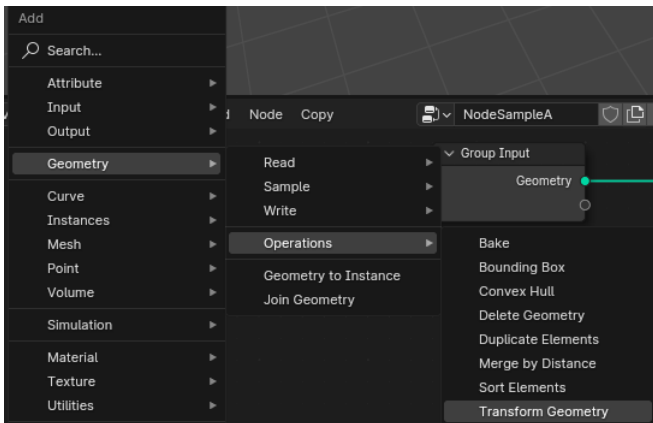 Add
Search...
Attribute
Input
Output
Geometry
Curve
Instances
Mesh
Point
Volume
Simulation
Material
Texture
Utilities
Node Copy
NodeSampleA
Read
Sample
Write
Operations
Geometry to Instance
Join Geometry
Group Input
Geometry
Bake
Bounding Box
Convex Hull
Delete Geometry
Duplicate Elements
Merge by Distance
Sort Elements
Transform Geometry